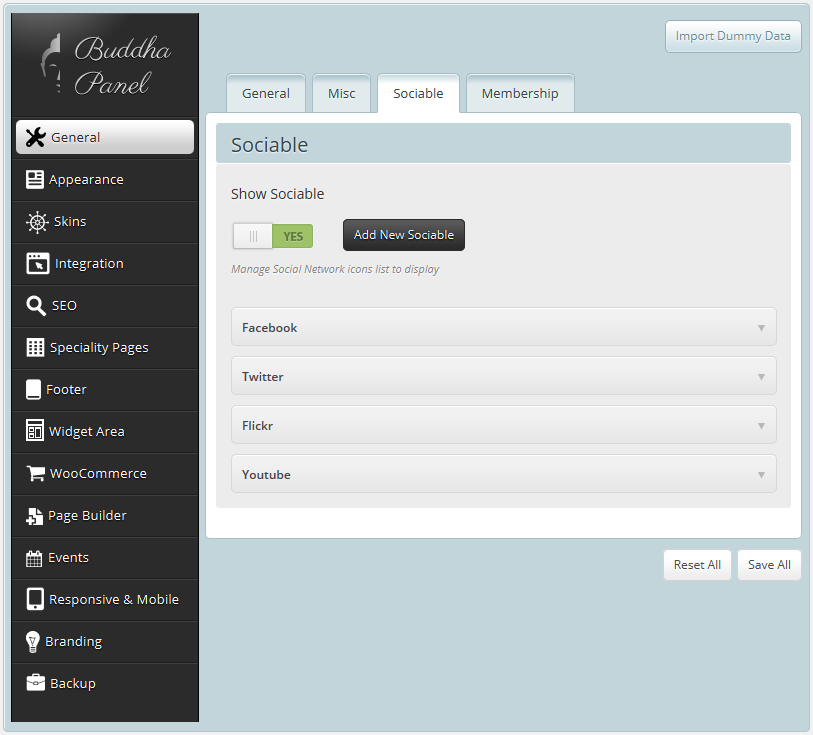 Buddha
Panel
General
Appearance
Skins
Integration
SEO
Speciality Pages
Footer
Widget Area
WooCommerce
Page Builder
Events
Responsive & Mobile
Branding
Backup
Import Dummy Data
General Misc Sociable Membership
Sociable
Show Sociable
YES Add New Sociable
Manage Social Network icons list to display
Facebook
Twitter
Flickr
Youtube
Reset All Save All